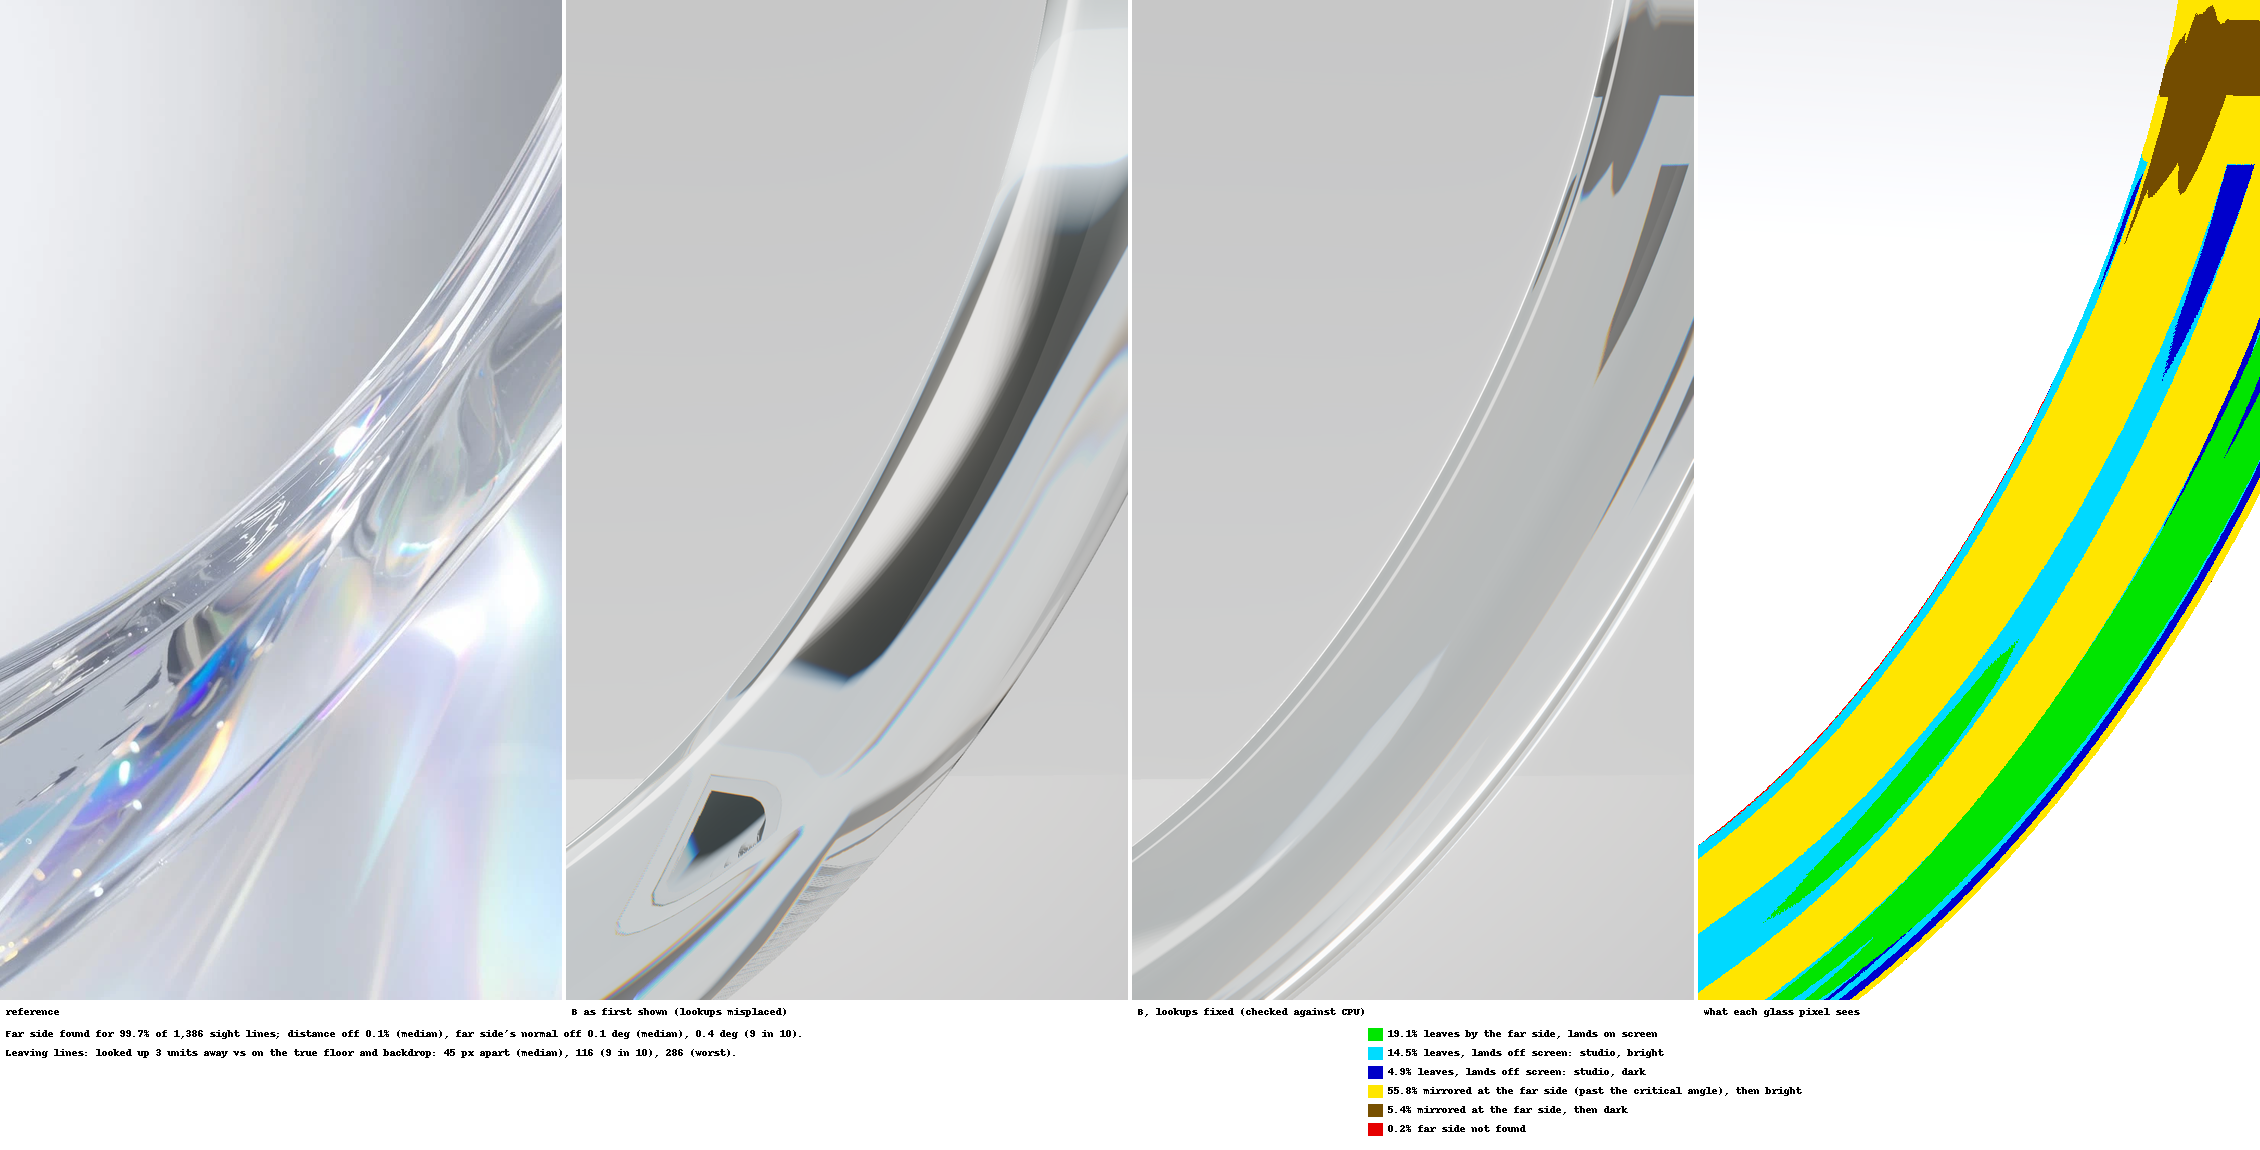 reference
B as first shown (lookups misplaced)
B, lookups fixed (checked against CPU)
what each glass pixel sees
Far side found for 99.7% of 1,386 sight lines; distance off 0.1% (median), far side's normal off 0.1 deg (median), 0.4 deg (9 in 10).
Leaving lines: looked up 3 units away vs on the true floor and backdrop: 45 px apart (median), 116 (9 in 10), 286 (worst).
19.1% leaves by the far side, lands on screen
14.5% leaves, lands off screen: studio, bright
4.9% leaves, lands off screen: studio, dark
55.8% mirrored at the far side (past the critical angle), then bright
5.4% mirrored at the far side, then dark
0.2% far side not found